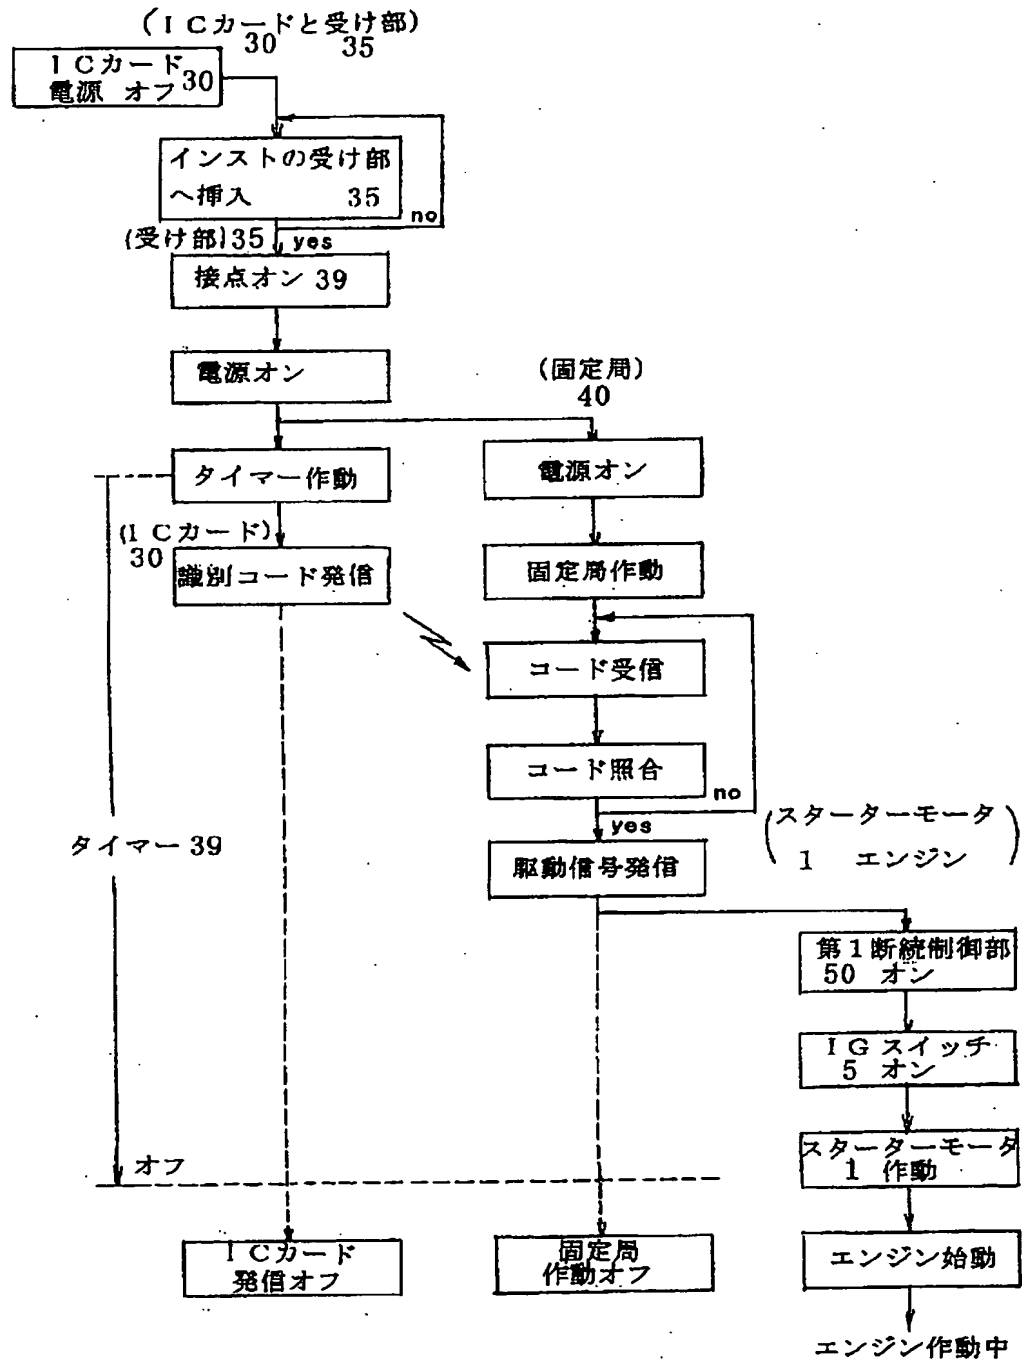 (ICカードと受け部)
30 35
ICカード
電源 オフ 30
インストの受け部
へ挿入 35
no
(受け部)35 yes
接点オン 39
電源オン
(固定局)
40
タイマー作動
電源オン
(ICカード)
30
識別コード発信
固定局作動
コード受信
コード照合
no
yes
タイマー 39
駆動信号発信
(スターターモータ
1 エンジン)
第1断続制御部
50 オン
IGスイッチ
5 オン
スターターモータ
1 作動
オフ
ICカード
発信オフ
固定局
作動オフ
エンジン始動
エンジン作動中